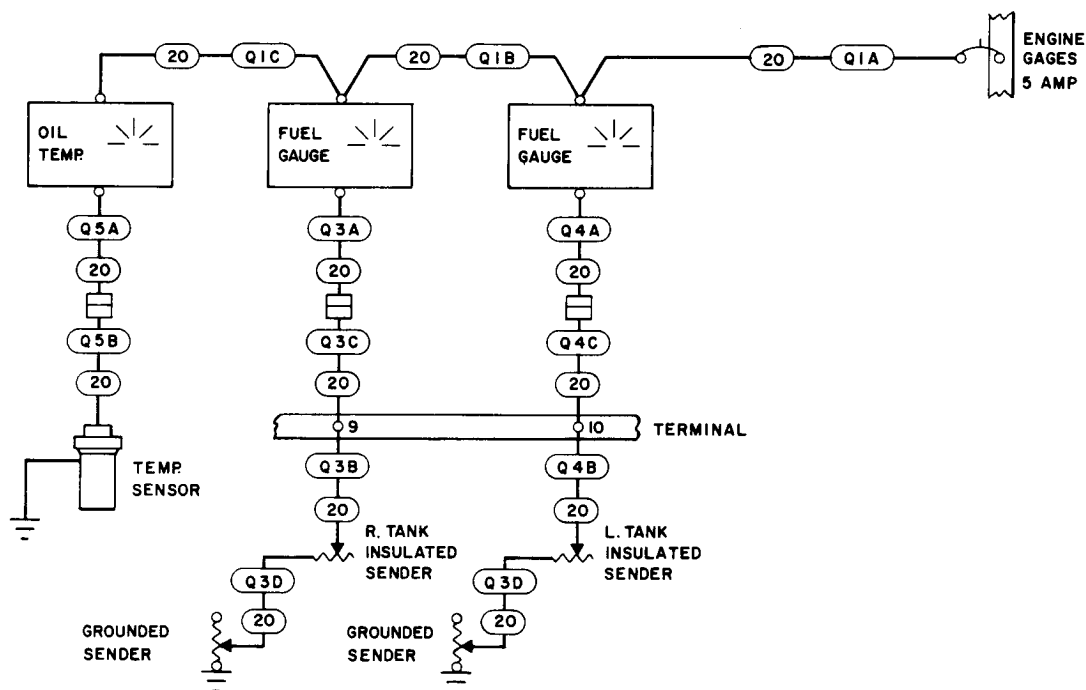 20 Q1C 20 Q1B 20 Q1A
ENGINE
GAGES
5 AMP
OIL
TEMP.
FUEL
GAUGE
FUEL
GAUGE
Q5A Q3A Q4A
20 20 20
Q5B Q3C Q4C
20 20 20
9 10 TERMINAL
TEMP.
SENSOR
Q3B Q4B
20 20
R. TANK
INSULATED
SENDER
L. TANK
INSULATED
SENDER
Q3D Q3D
20 20
GROUNDED
SENDER
GROUNDED
SENDER